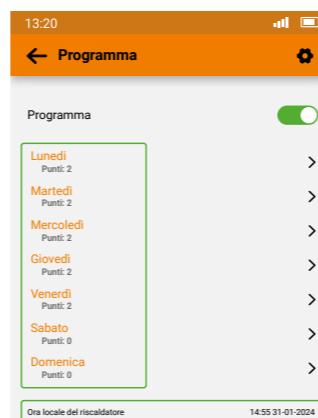 13:20
Programma
Programma
Lunedì
Punti: 2
Martedì
Punti: 2
Mercoledì
Punti: 2
Giovedì
Punti: 2
Venerdì
Punti: 2
Sabato
Punti: 0
Domenica
Punti: 0
Ora locale del riscaldatore 14:55 31-01-2024